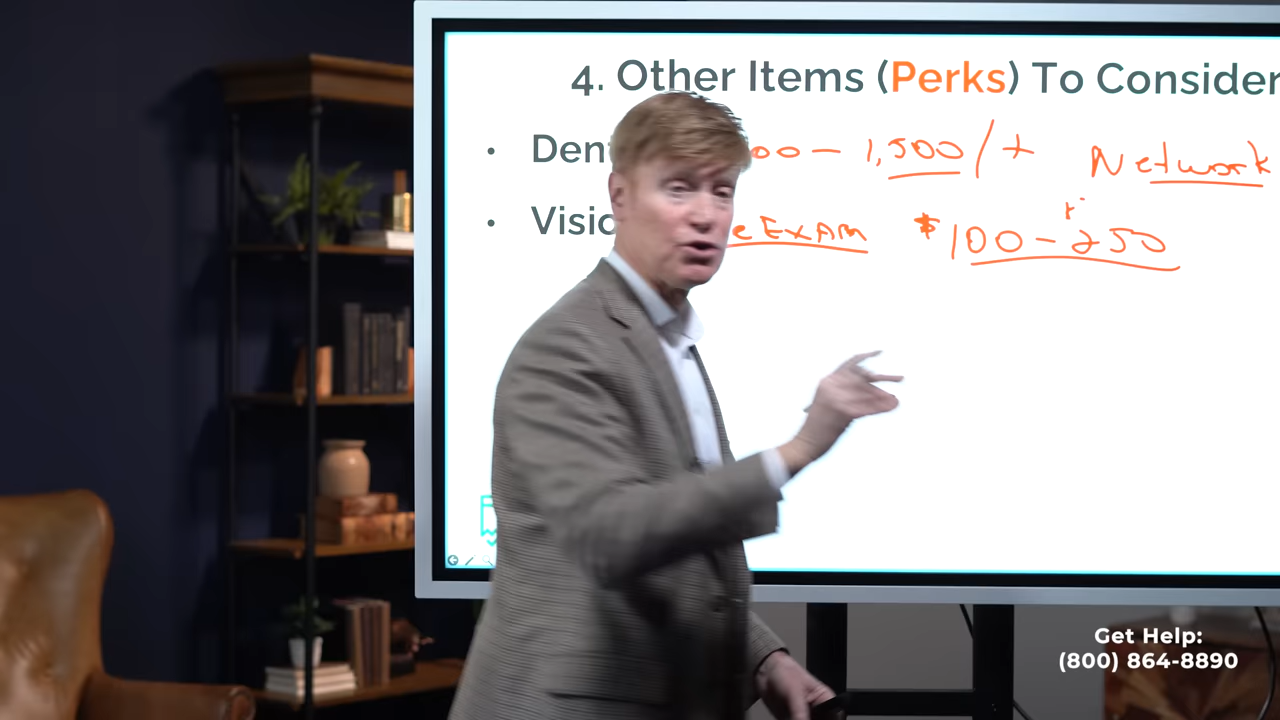 4. Other Items (Perks) To Consider
• Den 00 – 1,500/+ Network
• Visio e ExAm $100–250
Get Help:
(800) 864-8890